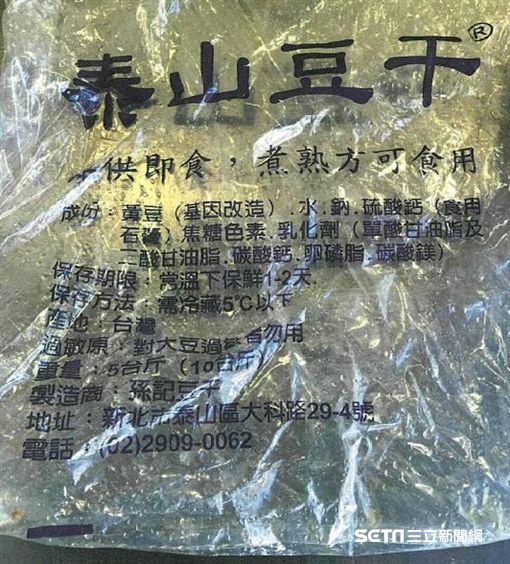 泰山豆干®
供即食，煮熟方可食用
成份：黃豆（基因改造）.水.鈉.硫酸鈣（食用
石膏）焦糖色素.乳化劑（單酸甘油脂及
二酸甘油脂.碳酸鈣.卵磷脂.碳酸鎂）
保存期限：常溫下保鮮1-2天
保存方法：需冷藏5℃以下
產地：台灣
過敏原：對大豆過敏者勿用
重量：5台斤（10台斤）
製造商：孫記豆干
地址：新北市泰山區大科路29-4號
電話：(02)2909-0062
SETN三立新聞網